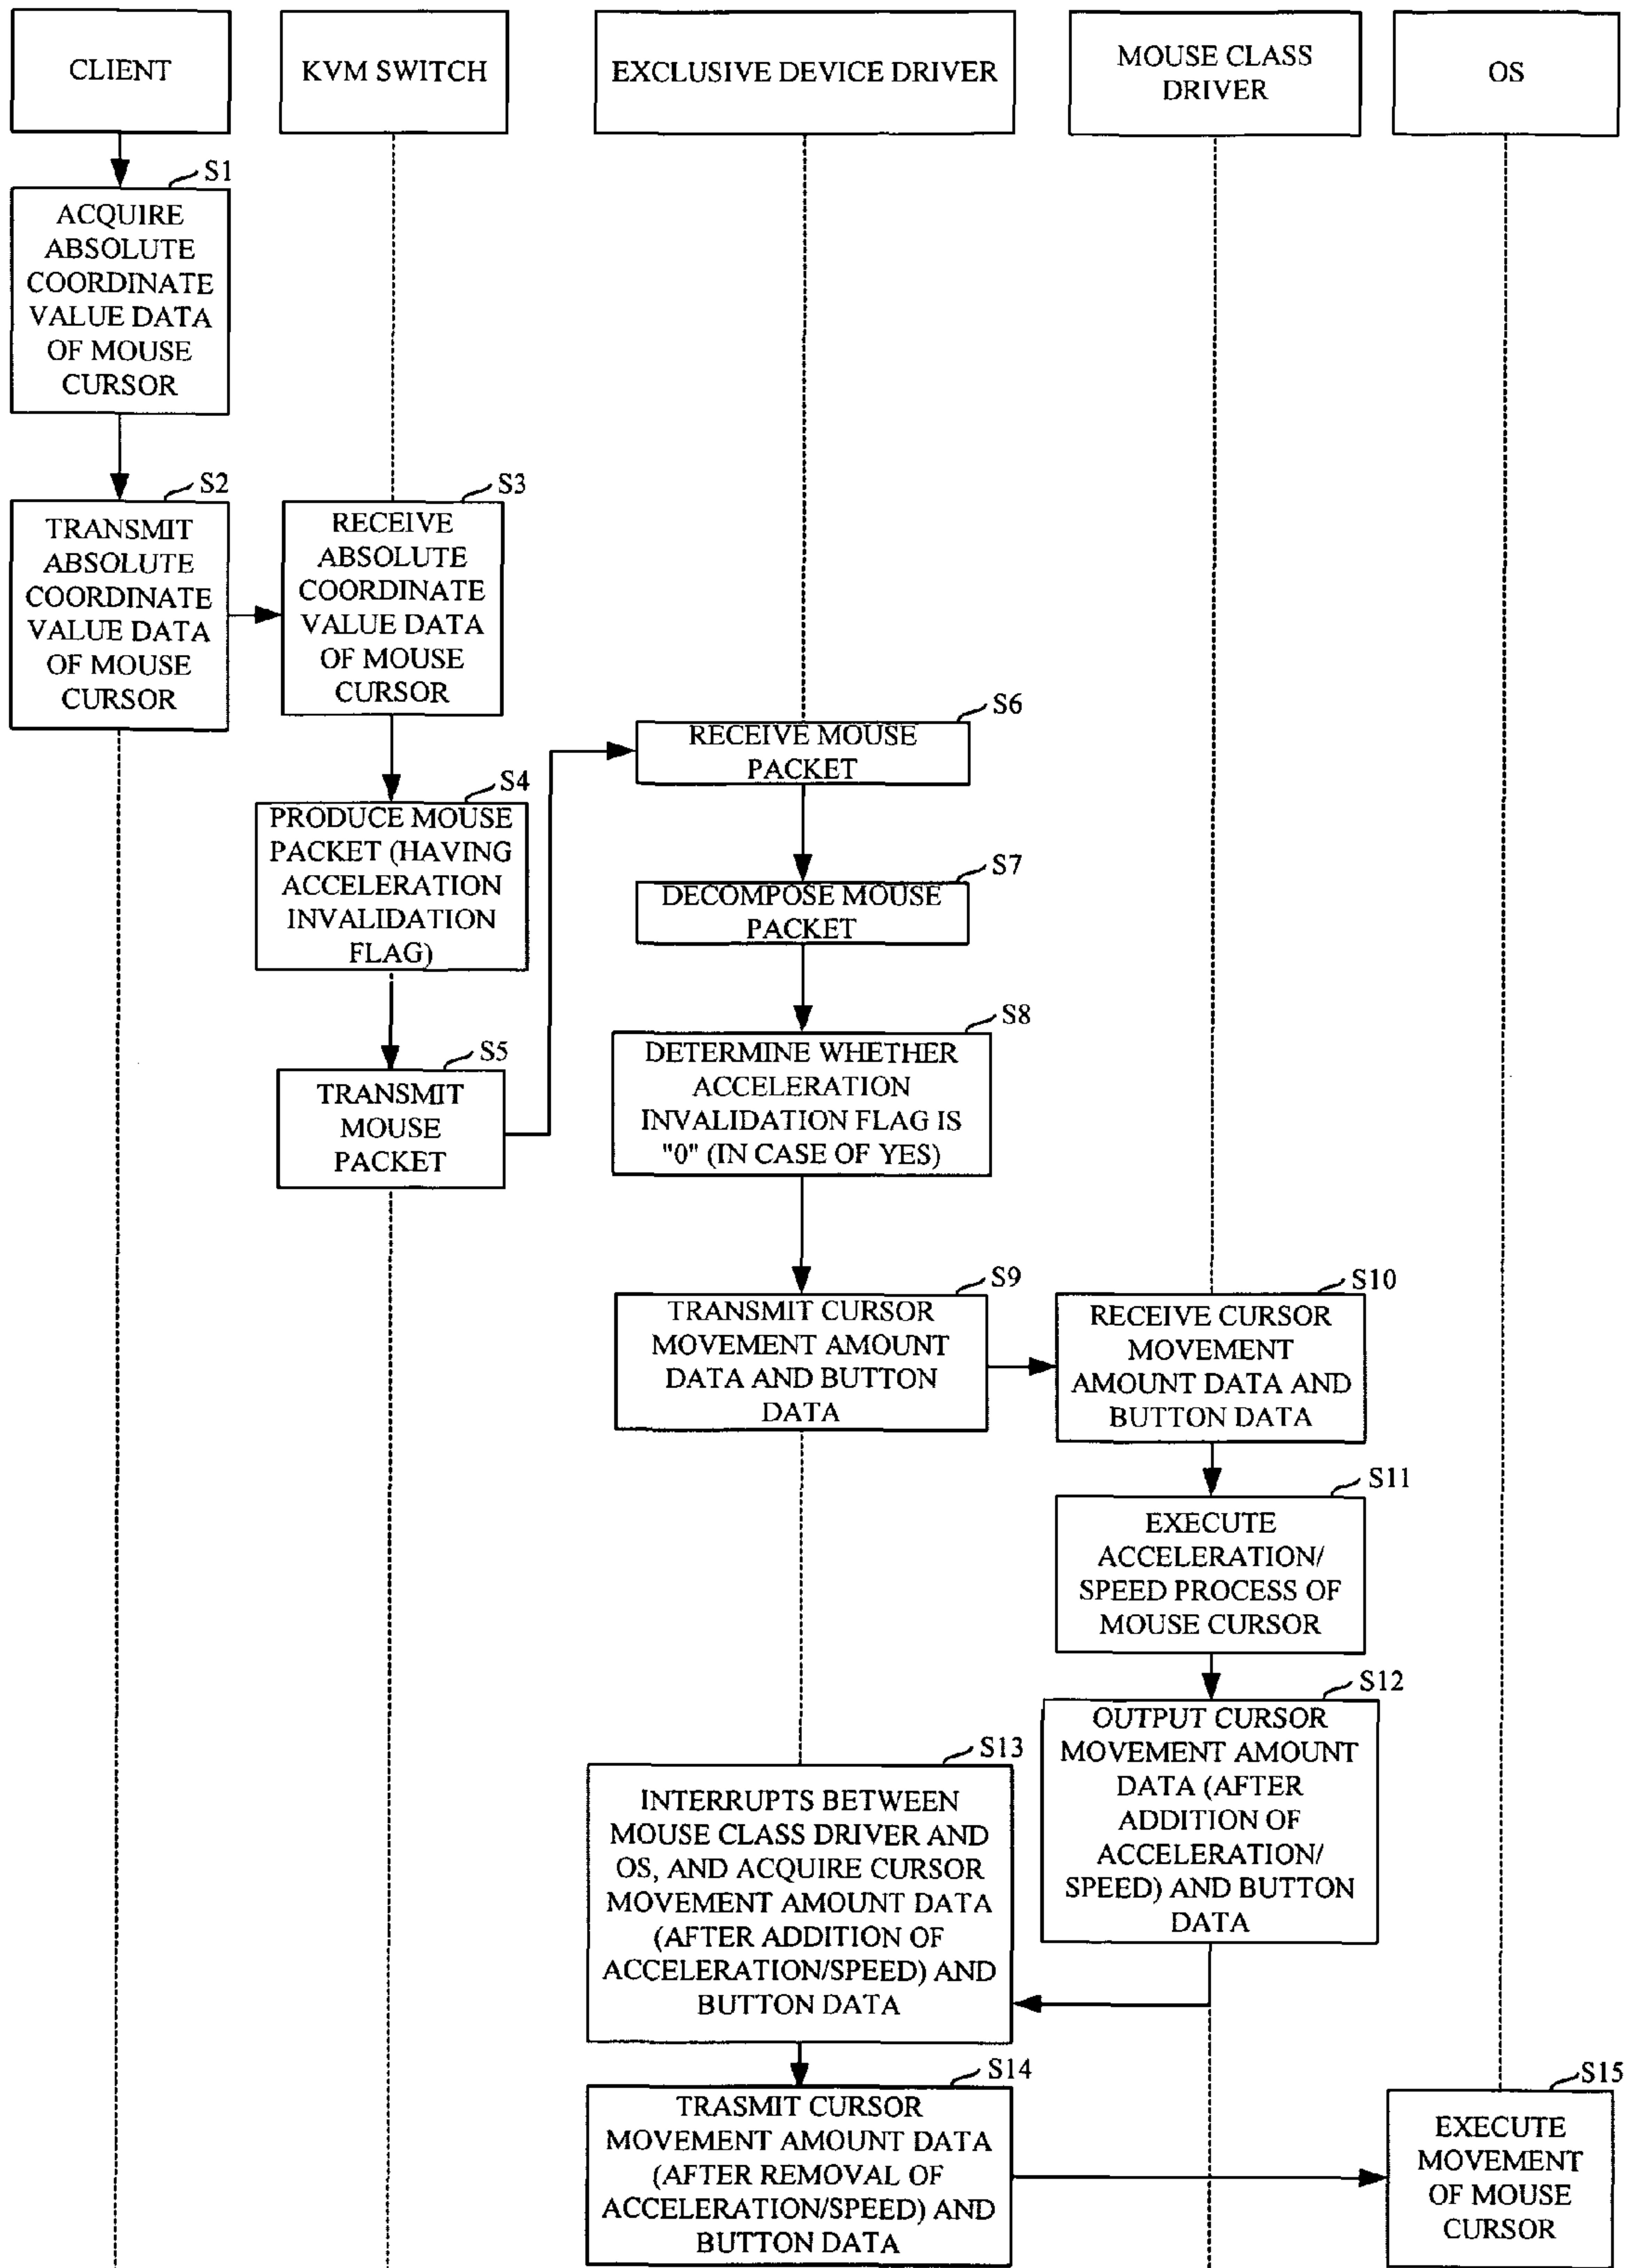 CLIENT
KVM SWITCH
EXCLUSIVE DEVICE DRIVER
MOUSE CLASS
DRIVER
OS
S1
ACQUIRE
ABSOLUTE
COORDINATE
VALUE DATA
OF MOUSE
CURSOR
S2
TRANSMIT
ABSOLUTE
COORDINATE
VALUE DATA
OF MOUSE
CURSOR
S3
RECEIVE
ABSOLUTE
COORDINATE
VALUE DATA
OF MOUSE
CURSOR
S4
PRODUCE MOUSE
PACKET (HAVING
ACCELERATION
INVALIDATION
FLAG)
S5
TRANSMIT
MOUSE
PACKET
S6
RECEIVE MOUSE
PACKET
S7
DECOMPOSE MOUSE
PACKET
S8
DETERMINE WHETHER
ACCELERATION
INVALIDATION FLAG IS
"0" (IN CASE OF YES)
S9
TRANSMIT CURSOR
MOVEMENT AMOUNT
DATA AND BUTTON
DATA
S10
RECEIVE CURSOR
MOVEMENT
AMOUNT DATA AND
BUTTON DATA
S11
EXECUTE
ACCELERATION/
SPEED PROCESS OF
MOUSE CURSOR
S12
OUTPUT CURSOR
MOVEMENT AMOUNT
DATA (AFTER
ADDITION OF
ACCELERATION/
SPEED) AND BUTTON
DATA
S13
INTERRUPTS BETWEEN
MOUSE CLASS DRIVER AND
OS, AND ACQUIRE CURSOR
MOVEMENT AMOUNT DATA
(AFTER ADDITION OF
ACCELERATION/SPEED) AND
BUTTON DATA
S14
TRASMIT CURSOR
MOVEMENT AMOUNT DATA
(AFTER REMOVAL OF
ACCELERATION/SPEED) AND
BUTTON DATA
S15
EXECUTE
MOVEMENT
OF MOUSE
CURSOR